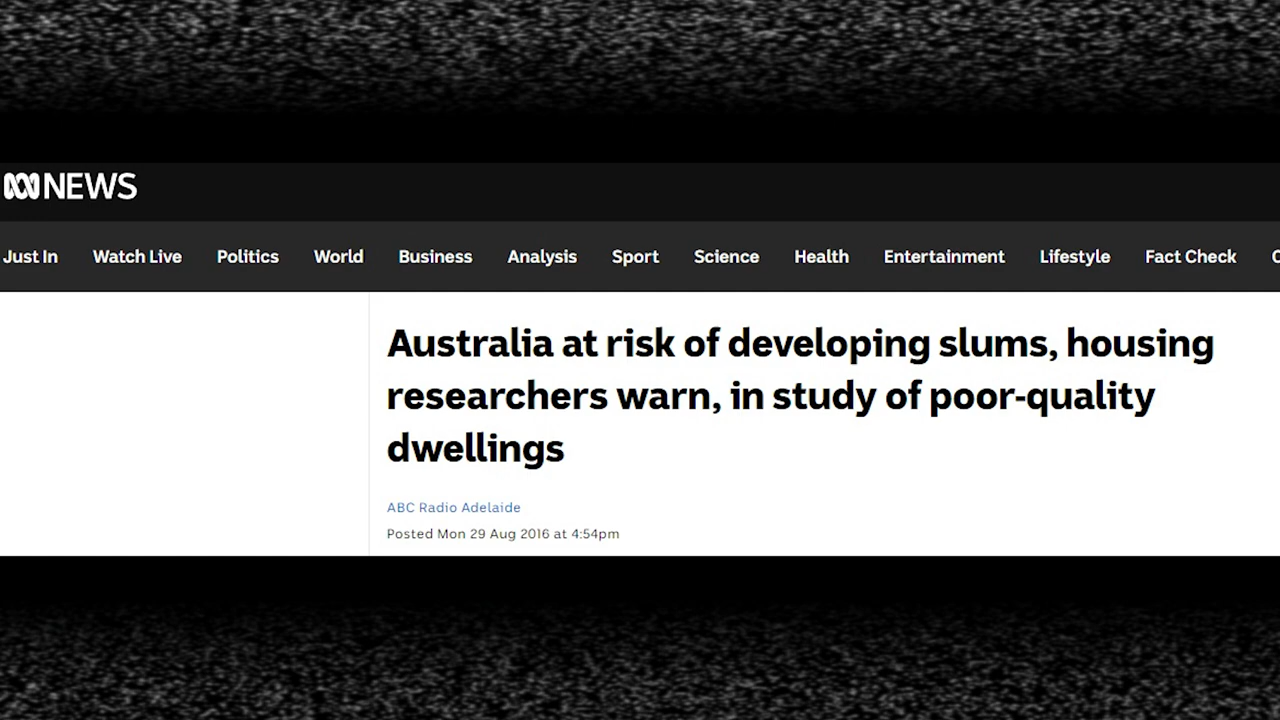 NEWS
Just In Watch Live Politics World Business Analysis Sport Science Health Entertainment Lifestyle Fact Check
Australia at risk of developing slums, housing
researchers warn, in study of poor-quality
dwellings
ABC Radio Adelaide
Posted Mon 29 Aug 2016 at 4:54pm